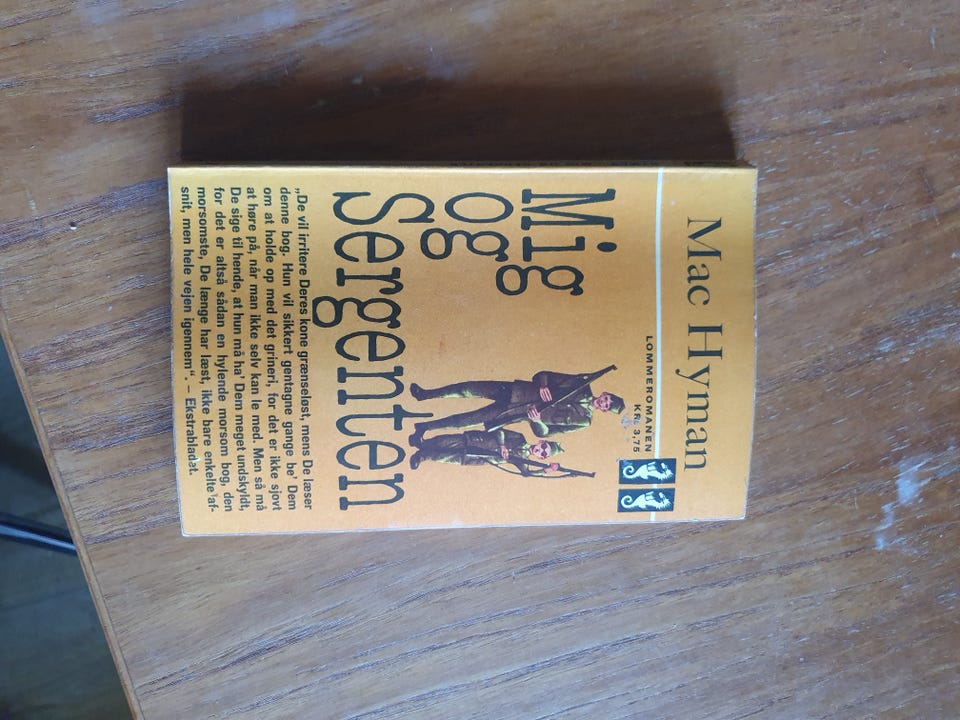 Mac Hyman
LOMMEROMANEN
KR. 3,75
Mig
og
Sergenten
„De vil irritere Deres kone grænseløst, mens De læser
denne bog. Hun vil sikkert gentagne gange be' Dem
om at holde op med det grineri, for det er ikke sjovt
at høre på, når man ikke selv kan le med. Men så må
De sige til hende, at hun må ha' Dem meget undskyldt,
for det er altså sådan en hylende morsom bog, den
morsomste, De længe har læst, ikke bare enkelte af-
snit, men hele vejen igennem“. – Ekstrabladet.